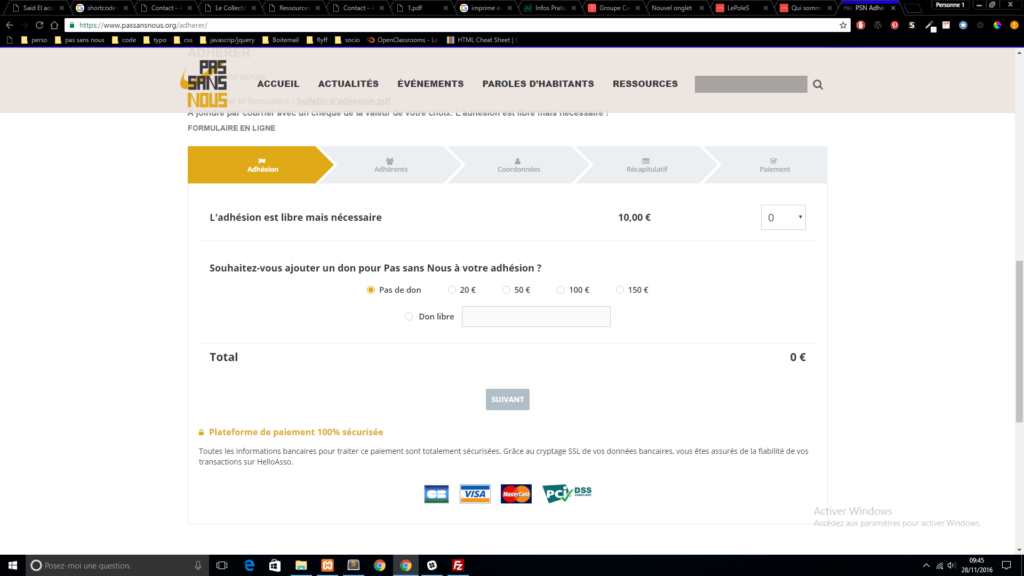 Said El aou
shortcodes
Contact –
Le Collecti
Ressources
Contact –
1.pdf
imprime e
Infos Prati
Groupe Ca
Nouvel onglet
LePoleS
Qui somm
PSN Adhe
Personne 1
https://www.passansnous.org/adherer/
perso
pas sans nous
code
typo
css
javascrip/jquery
Boitemail
flyff
socio
OpenClassrooms - Le
HTML Cheat Sheet |
ADHÉRER
PAS SANS NOUS
ACCUEIL
ACTUALITÉS
ÉVÉNEMENTS
PAROLES D'HABITANTS
RESSOURCES
le formulaire : bulletin d'adhesion.pdf
A joindre par courrier avec un chèque de la valeur de votre choix. L'adhésion est libre mais nécessaire !
FORMULAIRE EN LIGNE
Adhésion
Adhérents
Coordonnées
Récapitulatif
Paiement
L'adhésion est libre mais nécessaire
10,00 €
0
Souhaitez-vous ajouter un don pour Pas sans Nous à votre adhésion ?
Pas de don
20 €
50 €
100 €
150 €
Don libre
Total
0 €
SUIVANT
Plateforme de paiement 100% sécurisée
Toutes les informations bancaires pour traiter ce paiement sont totalement sécurisées. Grâce au cryptage SSL de vos données bancaires, vous êtes assurés de la fiabilité de vos
transactions sur HelloAsso.
CB
VISA
MasterCard
PCI DSS
Activer Windows
Accédez aux paramètres pour activer Windows.
Posez-moi une question.
09:45
28/11/2016